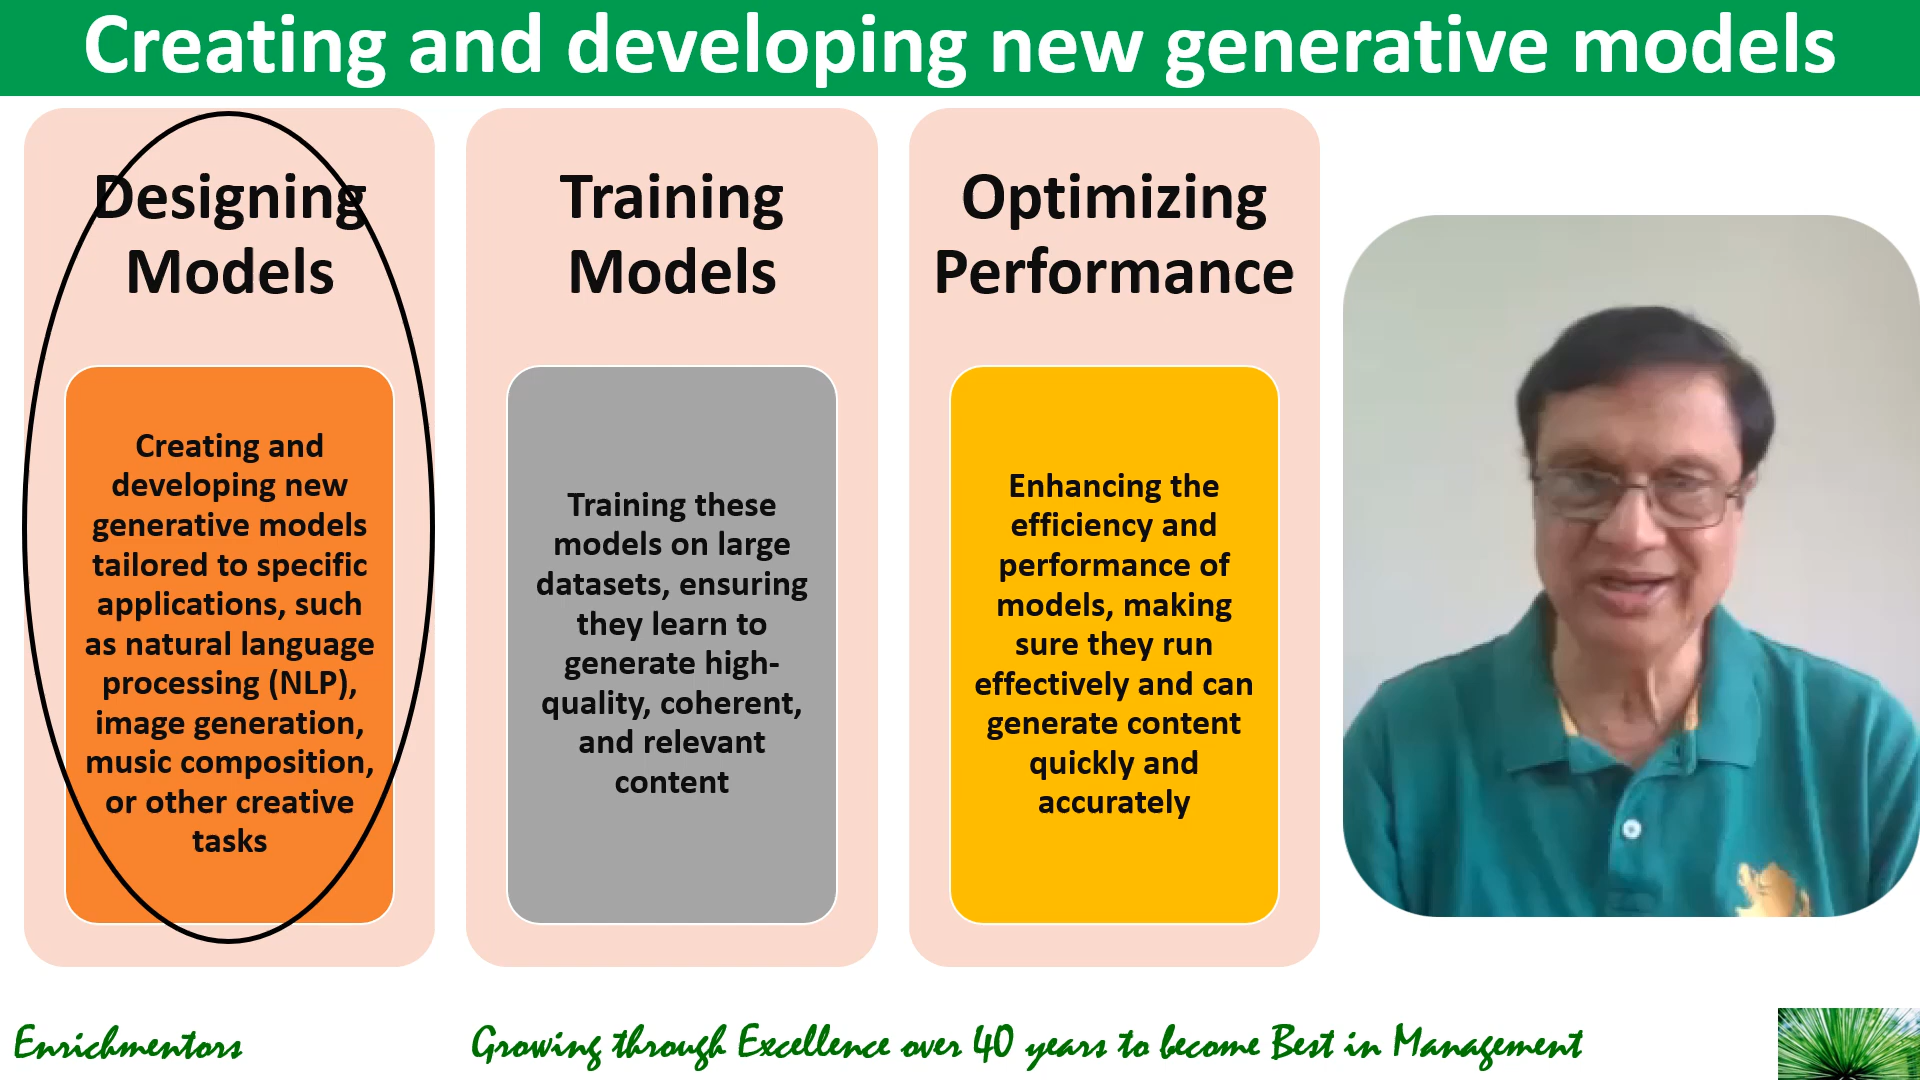 Creating and developing new generative models
Designing
Models
Creating and
developing new
generative models
tailored to specific
applications, such
as natural language
processing (NLP),
image generation,
music composition,
or other creative
tasks
Training
Models
Training these
models on large
datasets, ensuring
they learn to
generate high-
quality, coherent,
and relevant
content
Optimizing
Performance
Enhancing the
efficiency and
performance of
models, making
sure they run
effectively and can
generate content
quickly and
accurately
Enrichmentors
Growing through Excellence over 40 years to become Best in Management